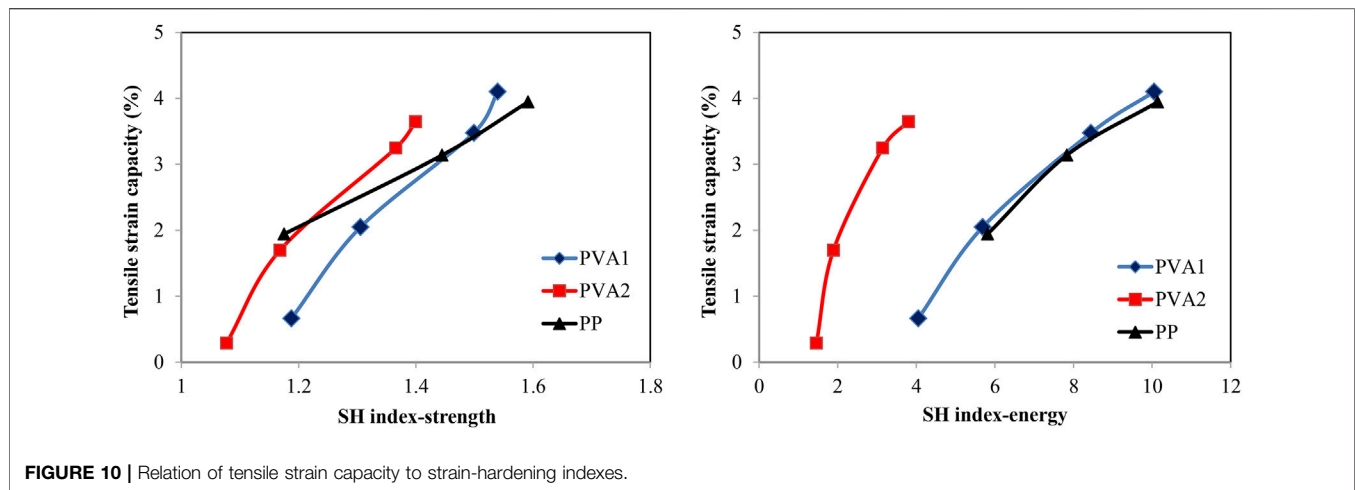 5
4
3
2
1
0
Tensile strain capacity (%)
1
1.2
1.4
1.6
1.8
SH index-strength
PVA1
PVA2
PP
5
4
3
2
1
0
Tensile strain capacity (%)
0
2
4
6
8
10
12
SH index-energy
PVA1
PVA2
PP
FIGURE 10 | Relation of tensile strain capacity to strain-hardening indexes.